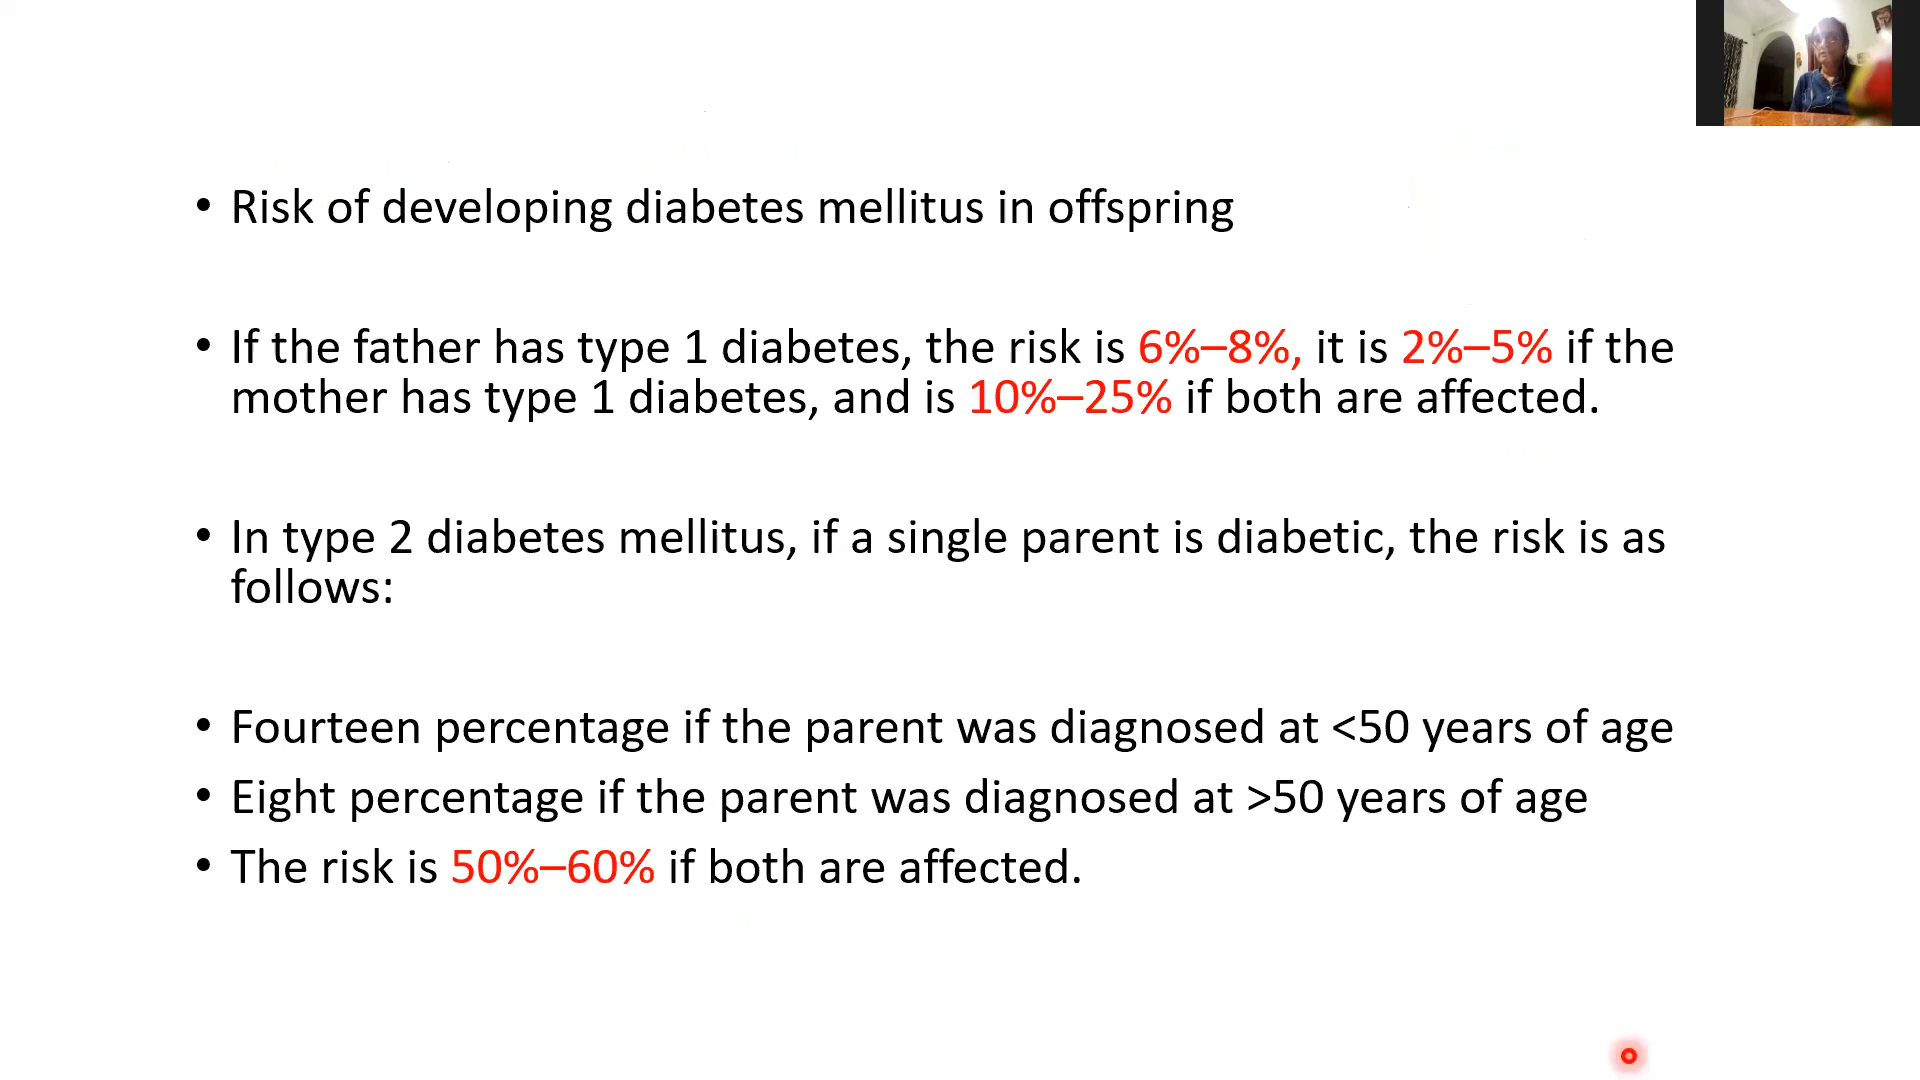 • Risk of developing diabetes mellitus in offspring
• If the father has type 1 diabetes, the risk is 6%–8%, it is 2%–5% if the
mother has type 1 diabetes, and is 10%–25% if both are affected.
• In type 2 diabetes mellitus, if a single parent is diabetic, the risk is as
follows:
• Fourteen percentage if the parent was diagnosed at <50 years of age
• Eight percentage if the parent was diagnosed at >50 years of age
• The risk is 50%–60% if both are affected.